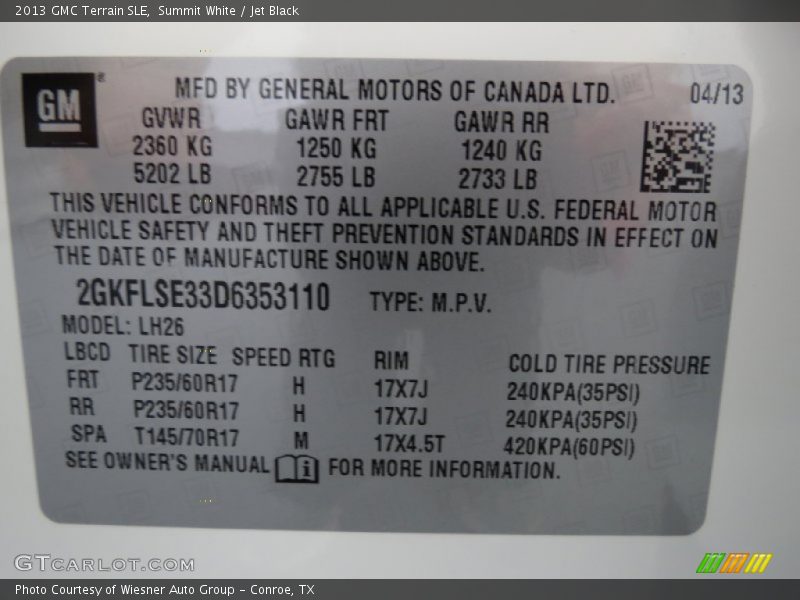 2013 GMC Terrain SLE, Summit White / Jet Black
GM
®
MFD BY GENERAL MOTORS OF CANADA LTD. 04/13
GVWR GAWR FRT GAWR RR
2360 KG 1250 KG 1240 KG
5202 LB 2755 LB 2733 LB
THIS VEHICLE CONFORMS TO ALL APPLICABLE U.S. FEDERAL MOTOR
VEHICLE SAFETY AND THEFT PREVENTION STANDARDS IN EFFECT ON
THE DATE OF MANUFACTURE SHOWN ABOVE.
2GKFLSE33D6353110 TYPE: M.P.V.
MODEL: LH26
LBCD TIRE SIZE SPEED RTG RIM COLD TIRE PRESSURE
FRT P235/60R17 H 17X7J 240KPA(35PSI)
RR P235/60R17 H 17X7J 240KPA(35PSI)
SPA T145/70R17 M 17X4.5T 420KPA(60PSI)
SEE OWNER'S MANUAL i FOR MORE INFORMATION.
GTCARLOT.COM
Photo Courtesy of Wiesner Auto Group - Conroe, TX